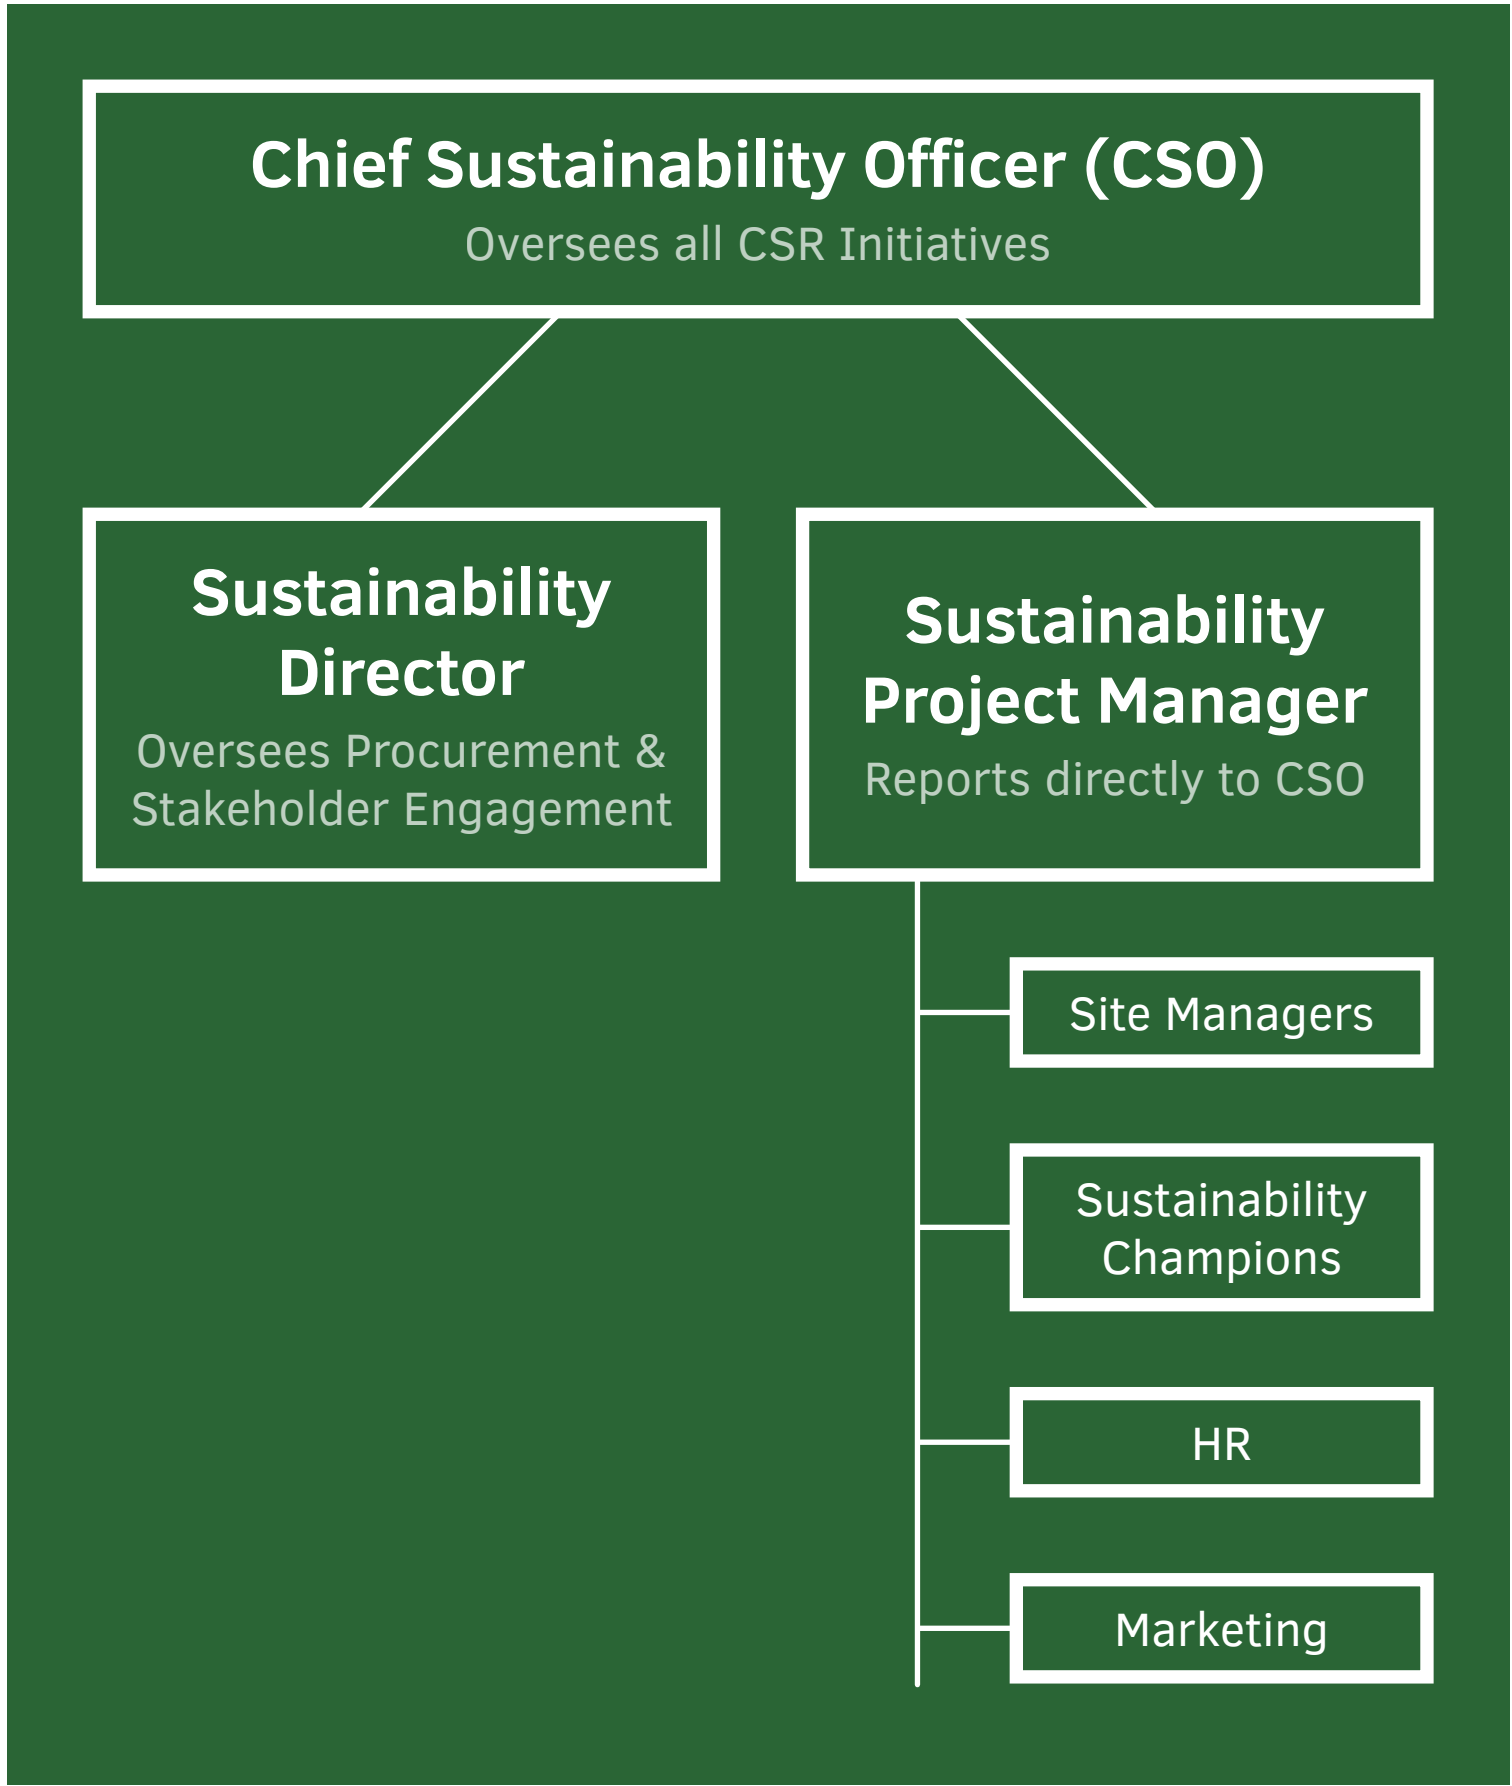 Chief Sustainability Officer (CSO)
Oversees all CSR Initiatives
Sustainability
Director
Oversees Procurement &
Stakeholder Engagement
Sustainability
Project Manager
Reports directly to CSO
Site Managers
Sustainability
Champions
HR
Marketing